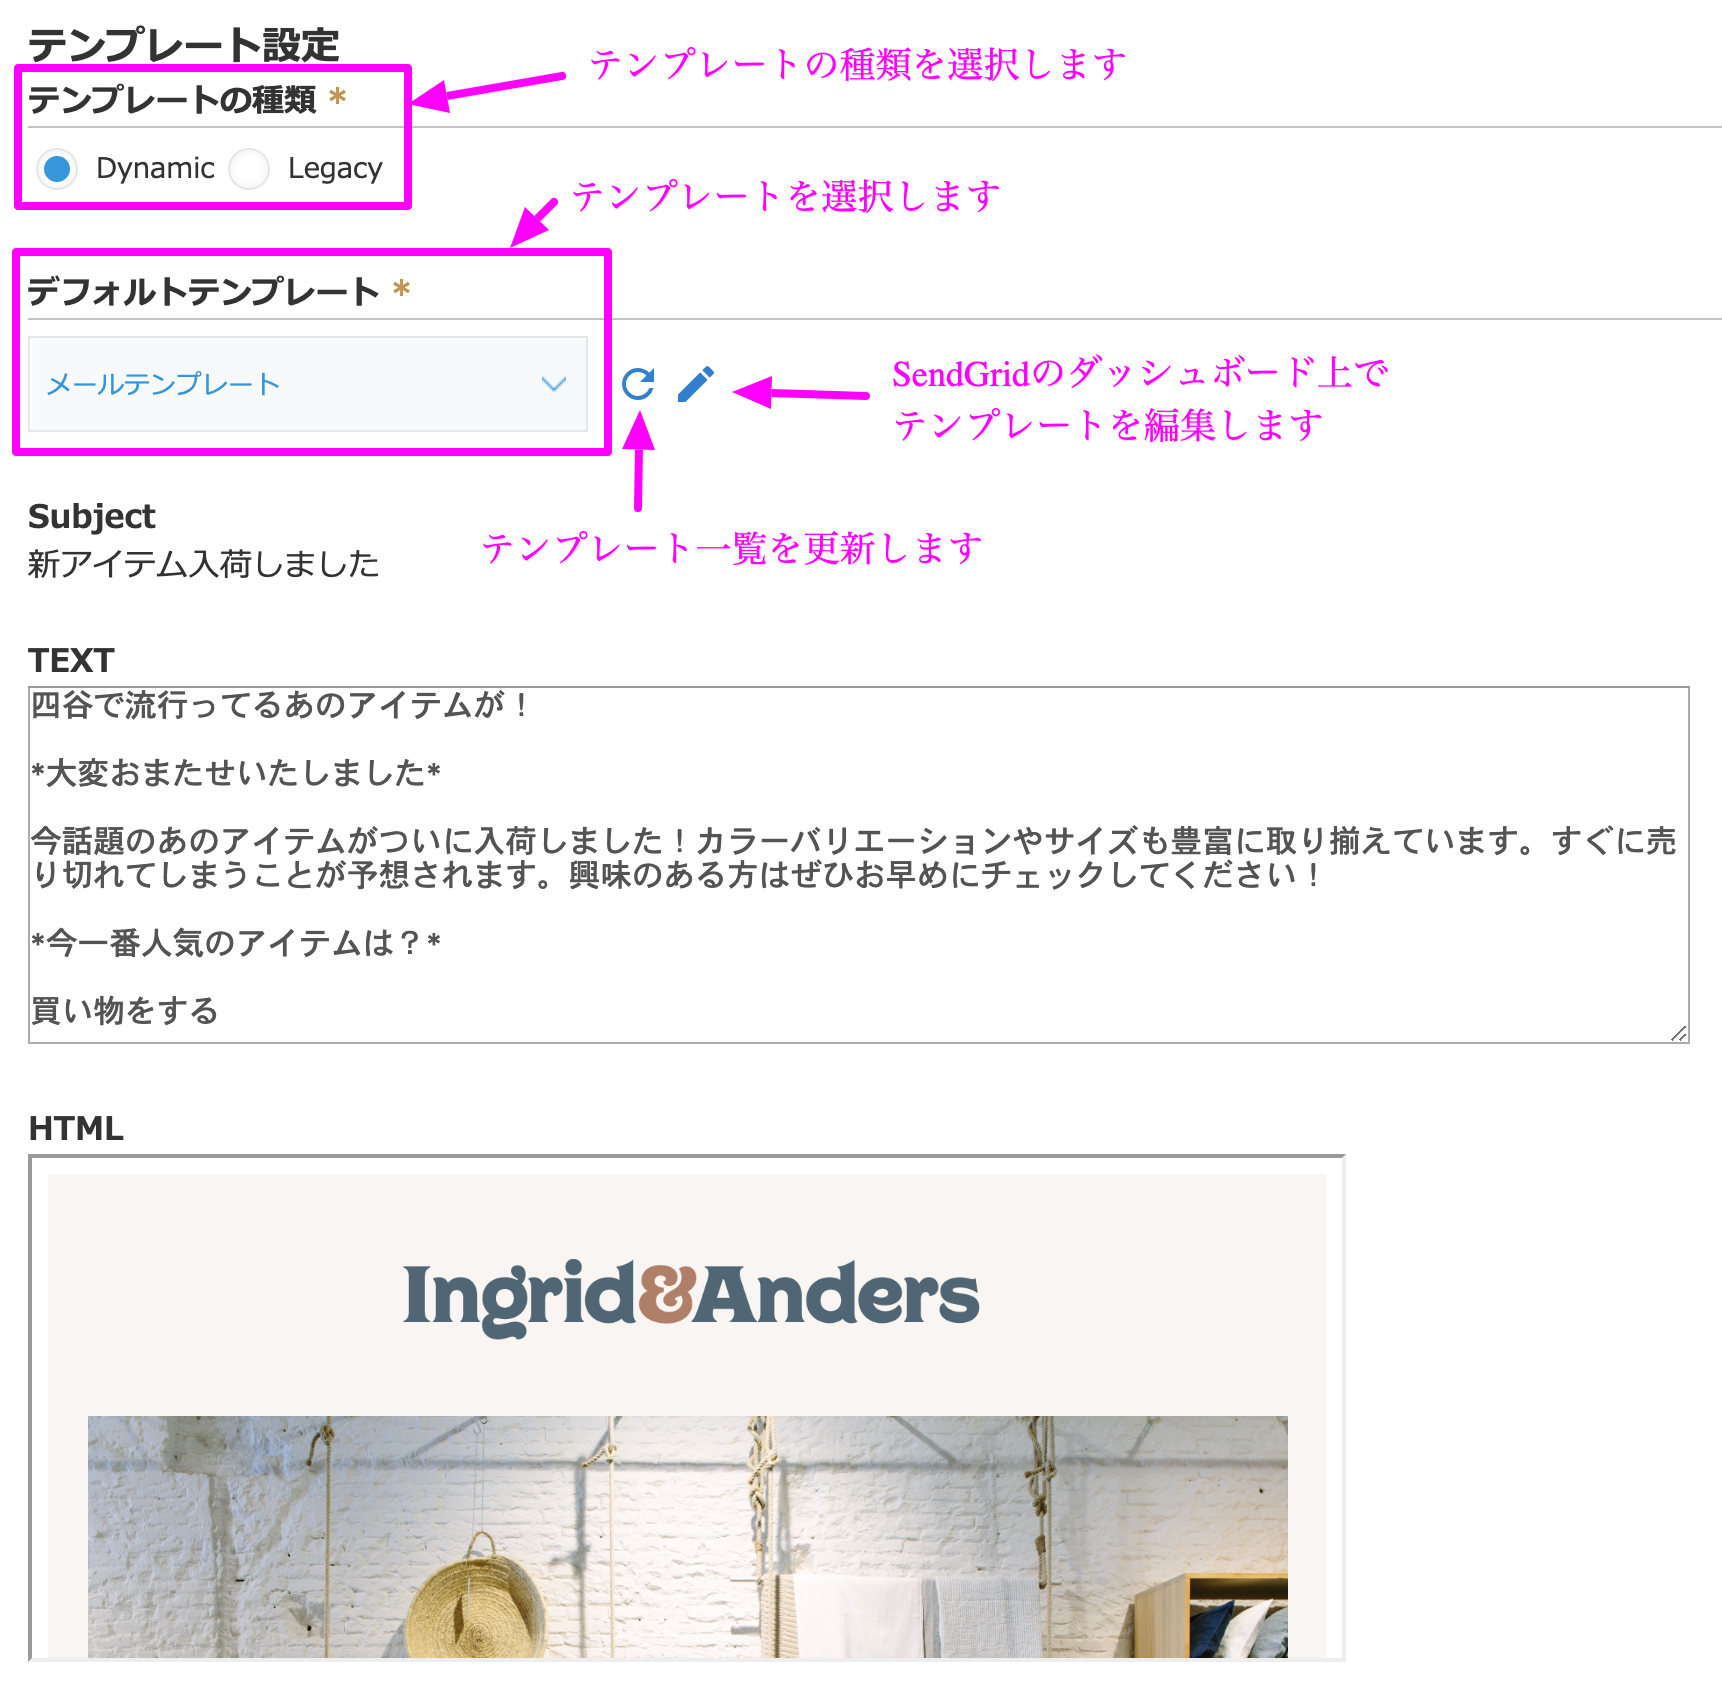 テンプレート設定
テンプレートの種類を選択します
テンプレートの種類 *
Dynamic Legacy
テンプレートを選択します
デフォルトテンプレート *
メールテンプレート
SendGridのダッシュボード上で
テンプレートを編集します
テンプレート一覧を更新します
Subject
新アイテム入荷しました
TEXT
四谷で流行ってるあのアイテムが！
*大変おまたせいたしました*
今話題のあのアイテムがついに入荷しました！カラーバリエーションやサイズも豊富に取り揃えています。すぐに売
り切れてしまうことが予想されます。興味のある方はぜひお早めにチェックしてください！
*今一番人気のアイテムは？*
買い物をする
HTML
Ingrid&Anders